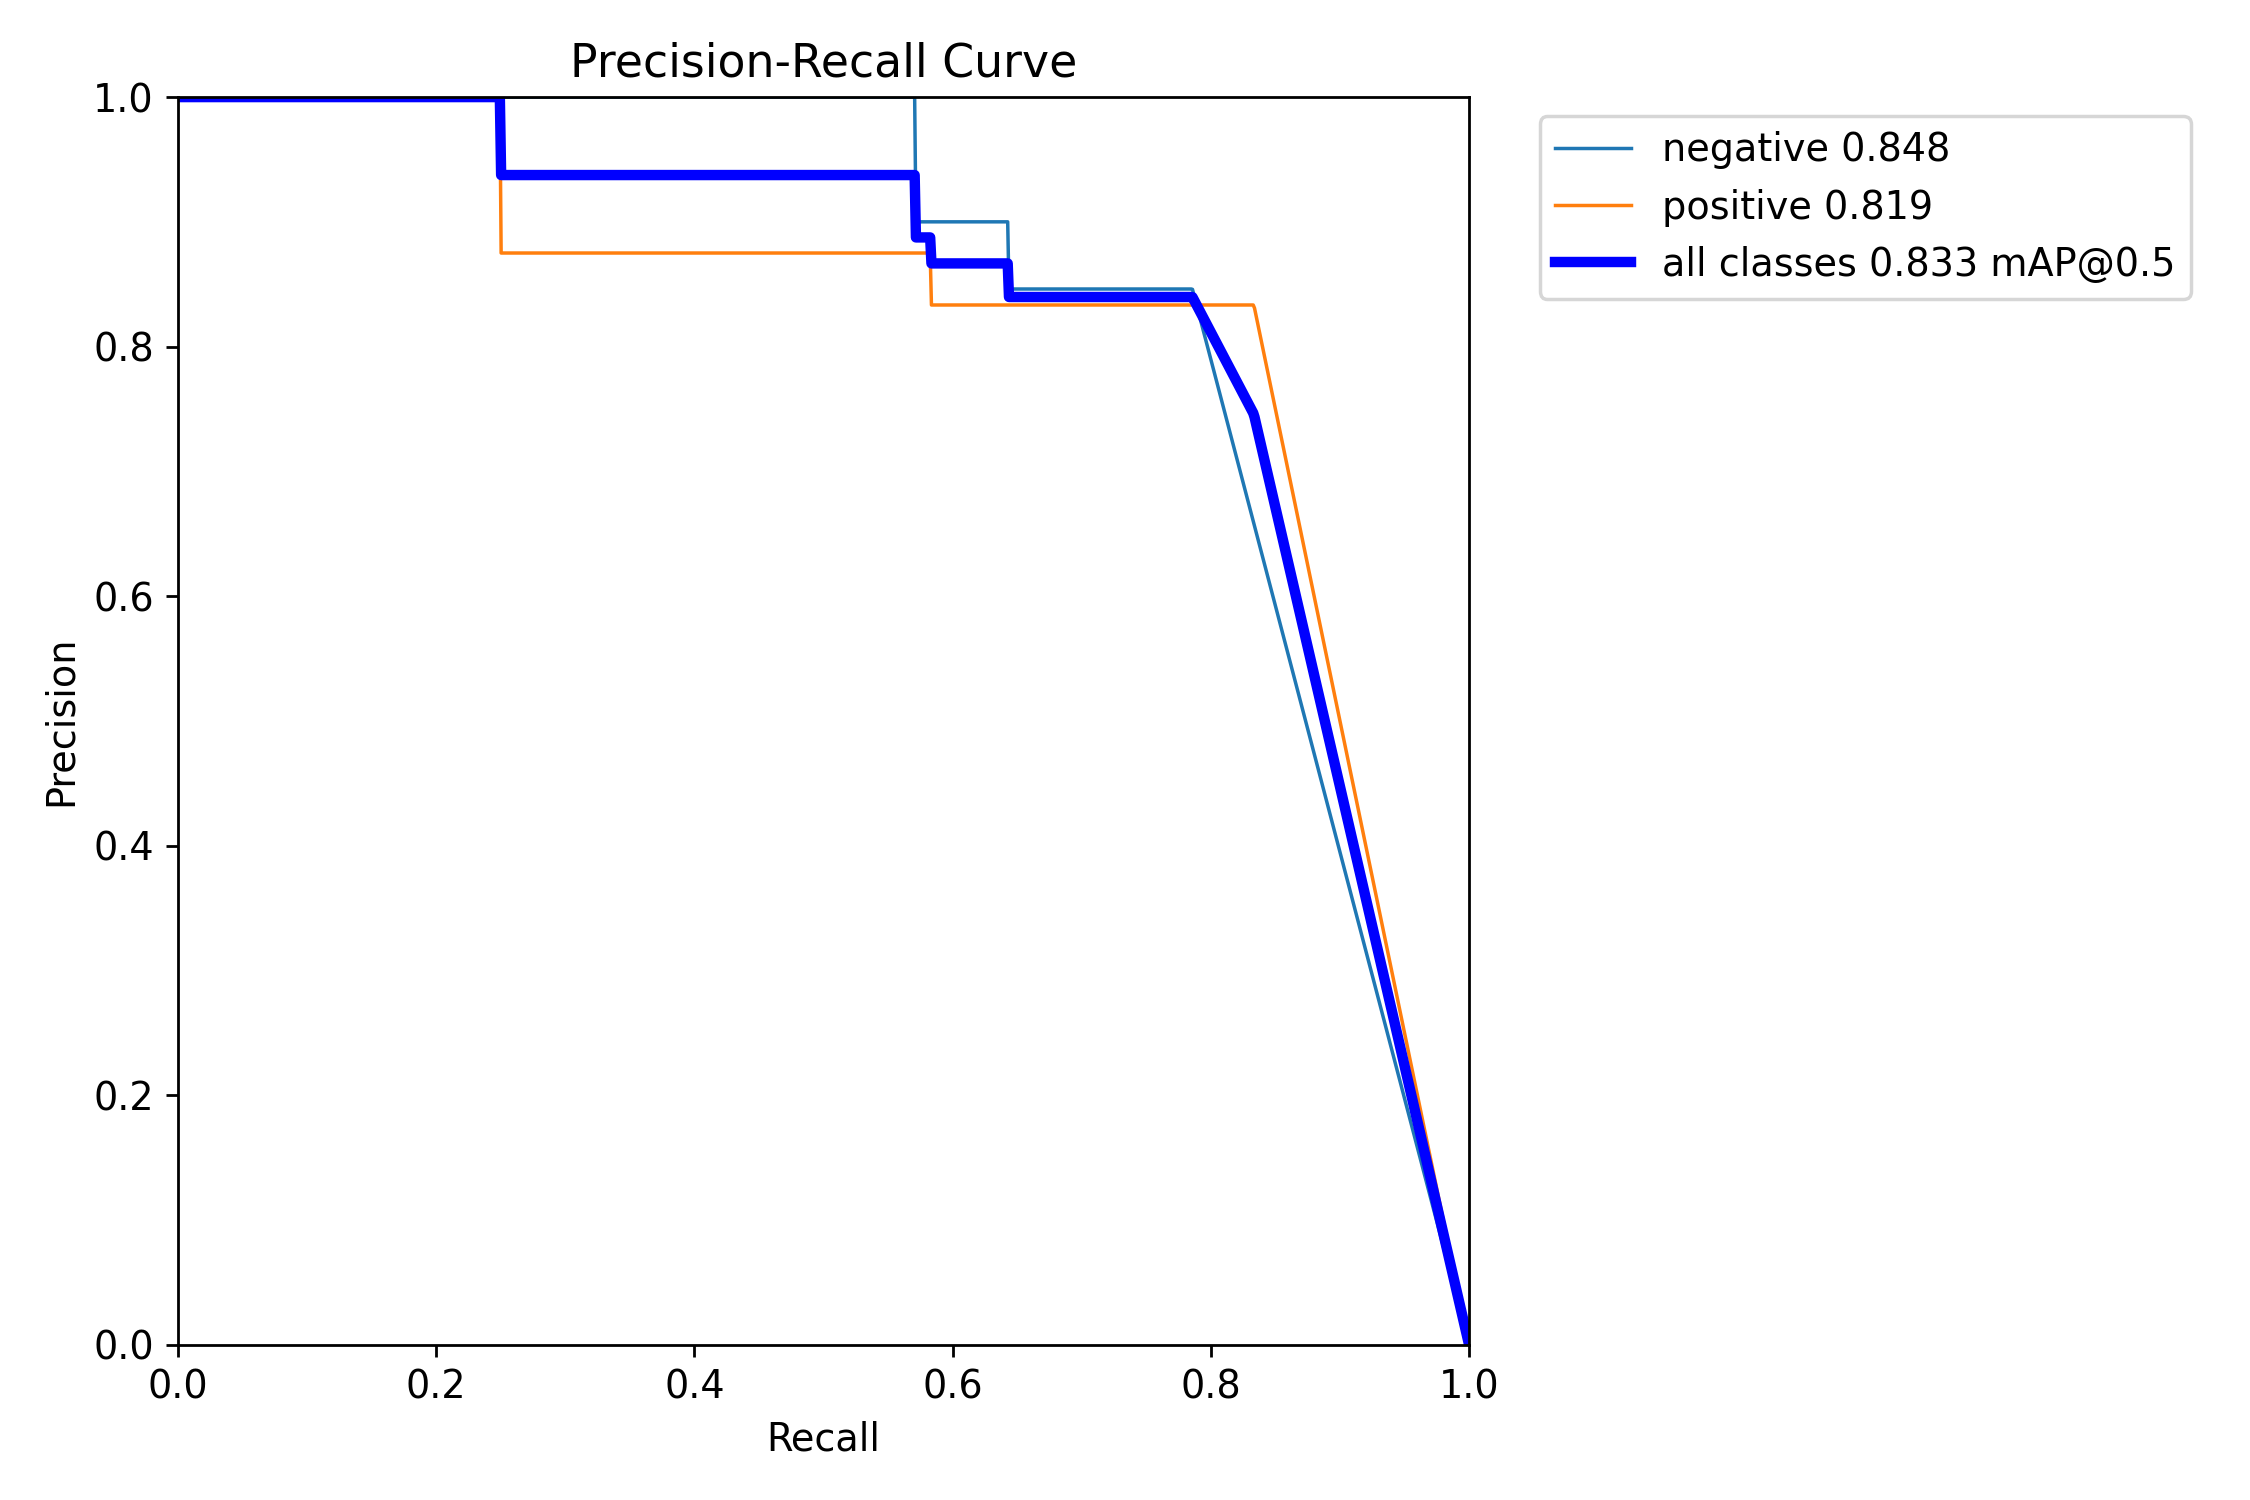 Precision-Recall Curve
1.0
0.8
0.6
0.4
0.2
0.0
Precision
0.0 0.2 0.4 0.6 0.8 1.0
Recall
negative 0.848
positive 0.819
all classes 0.833 mAP@0.5